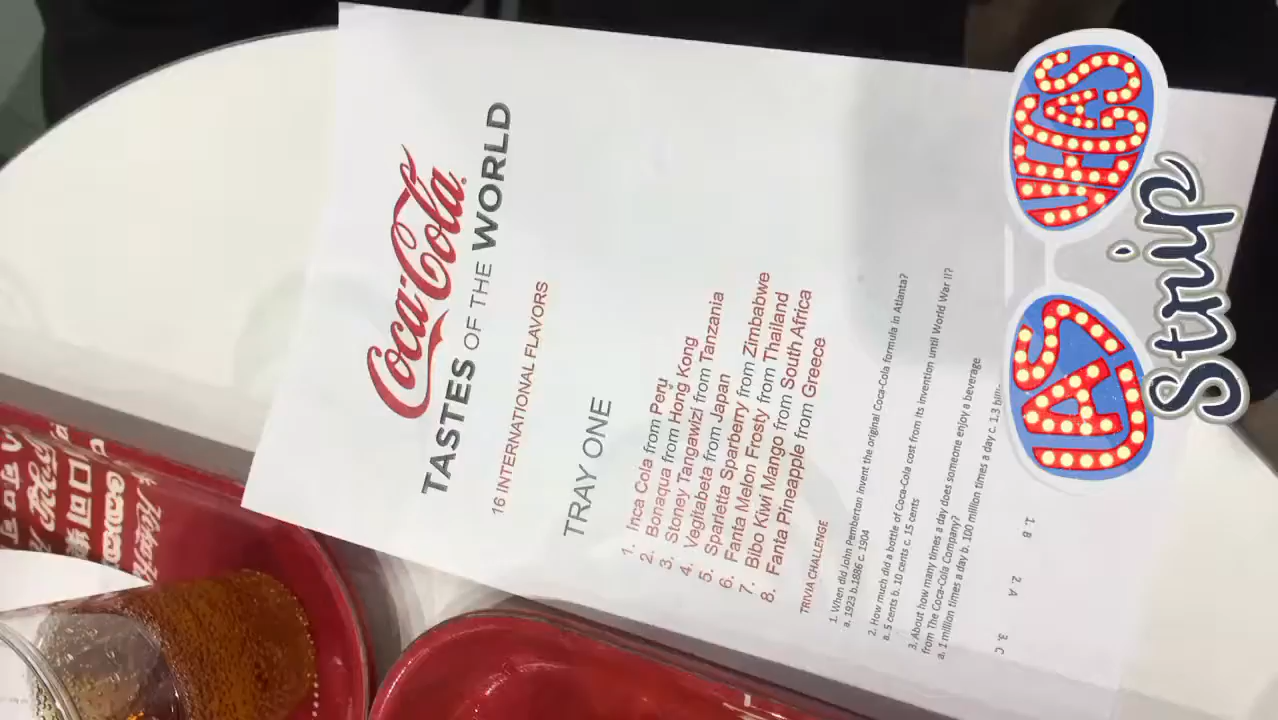 Coca-Cola
TASTES OF THE WORLD
16 INTERNATIONAL FLAVORS
TRAY ONE
1. Inca Cola from Peru
2. Bonaqua from Hong Kong
3. Stoney Tangawizi from Tanzania
4. Vegitabeta from Japan
5. Sparletta Sparberry from Zimbabwe
6. Fanta Melon Frosty from Thailand
7. Bibo Kiwi Mango from South Africa
8. Fanta Pineapple from Greece
TRIVIA CHALLENGE
1. When did John Pemberton invent the original Coca-Cola formula in Atlanta?
a. 1923 b.1886 c. 1904
2. How much did a bottle of Coca-Cola cost from its invention until World War II?
a. 5 cents b. 10 cents c. 15 cents
3. About how many times a day does someone enjoy a beverage
from The Coca-Cola Company?
a. 1 million times a day b. 100 million times a day c. 1.3
1. B 2. A 3. C
LAS VEGAS
Strip